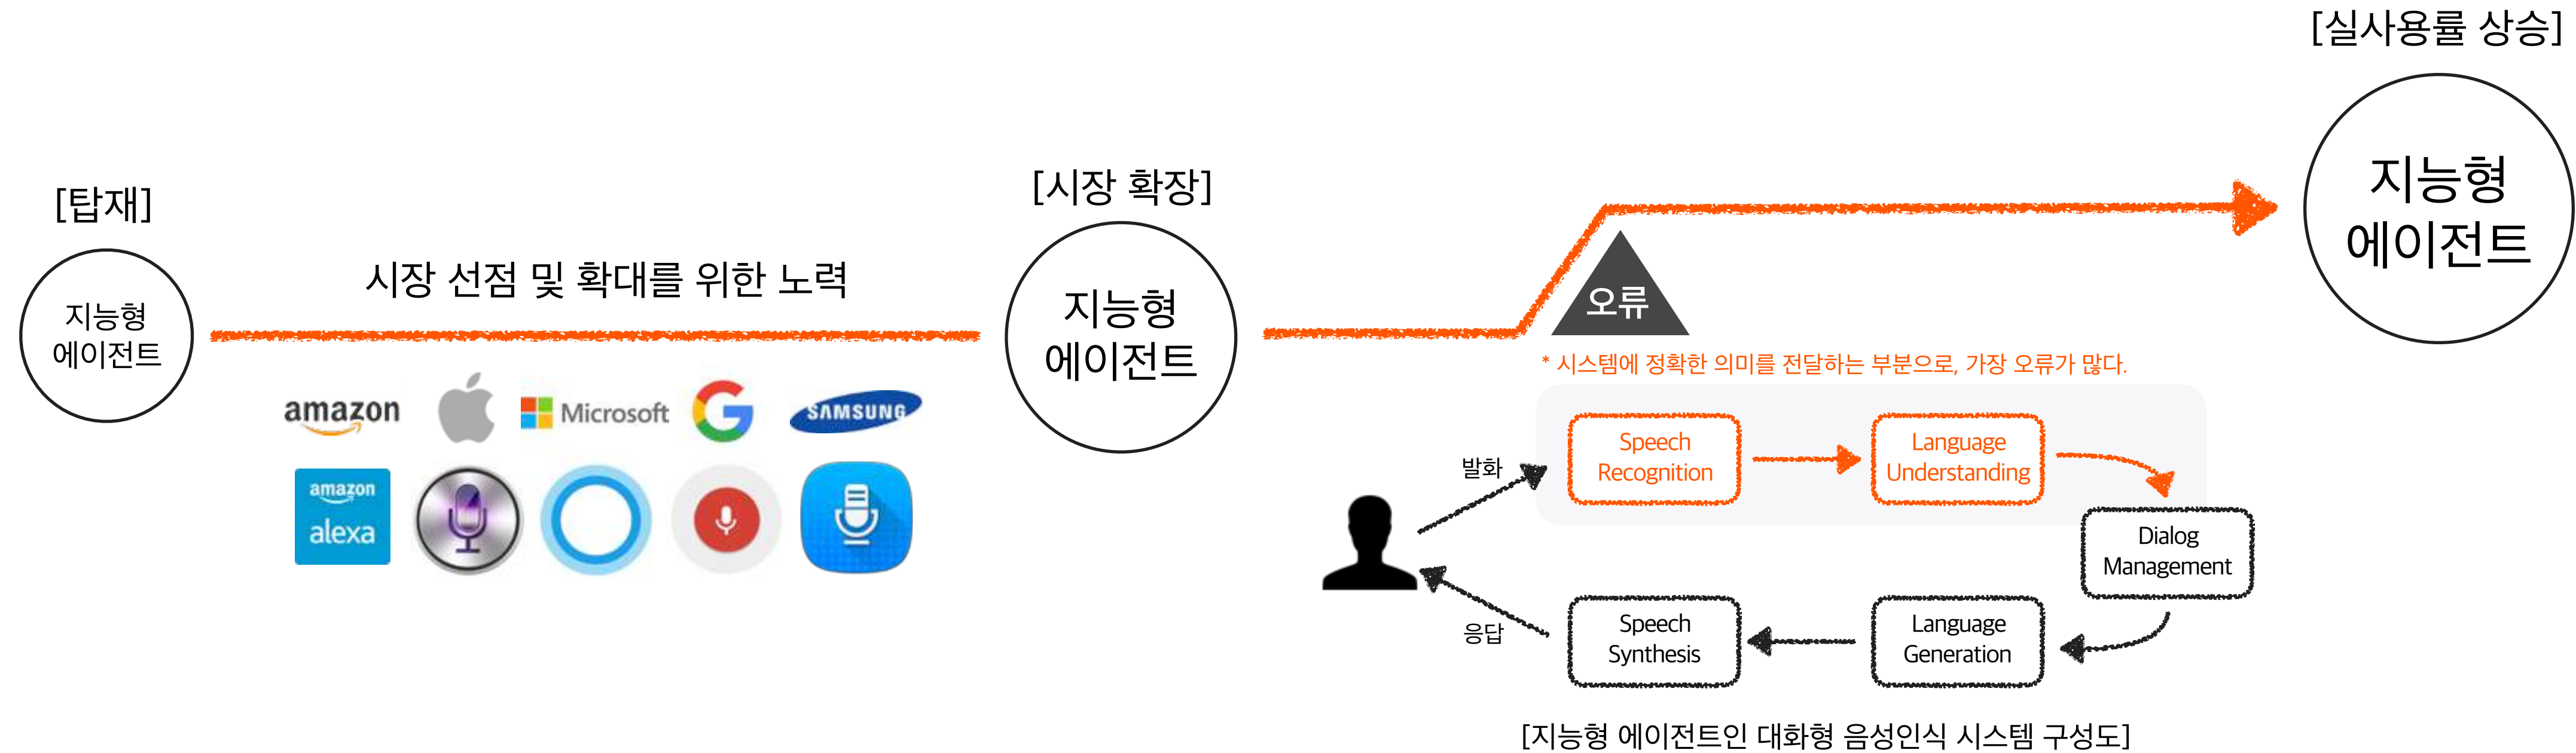 [탑재]
지능형
에이전트
시장 선점 및 확대를 위한 노력
amazon
Microsoft
SAMSUNG
amazon
alexa
[시장 확장]
지능형
에이전트
오류
[실사용률 상승]
지능형
에이전트
* 시스템에 정확한 의미를 전달하는 부분으로, 가장 오류가 많다.
발화
Speech
Recognition
Language
Understanding
Dialog
Management
Language
Generation
Speech
Synthesis
응답
[지능형 에이전트인 대화형 음성인식 시스템 구성도]